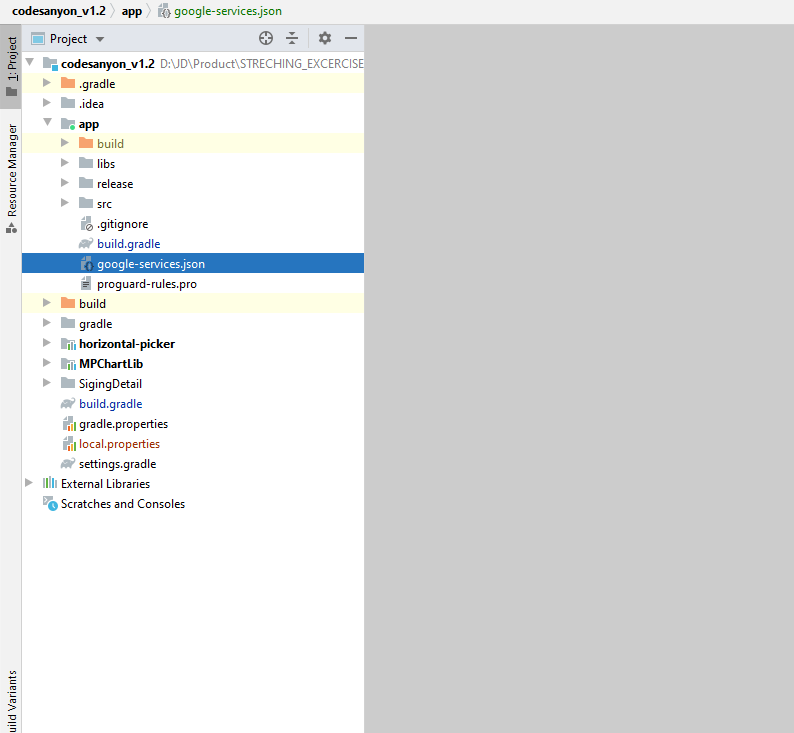 codesanyon_v1.2 app google-services.json
Project
1: Project
codesanyon_v1.2 D:\JD\Product\STRECHING_EXCERCISE
.gradle
.idea
app
Resource Manager
build
libs
release
src
.gitignore
build.gradle
google-services.json
proguard-rules.pro
build
gradle
horizontal-picker
MPChartLib
SigingDetail
build.gradle
gradle.properties
local.properties
settings.gradle
External Libraries
Scratches and Consoles
uild Variants